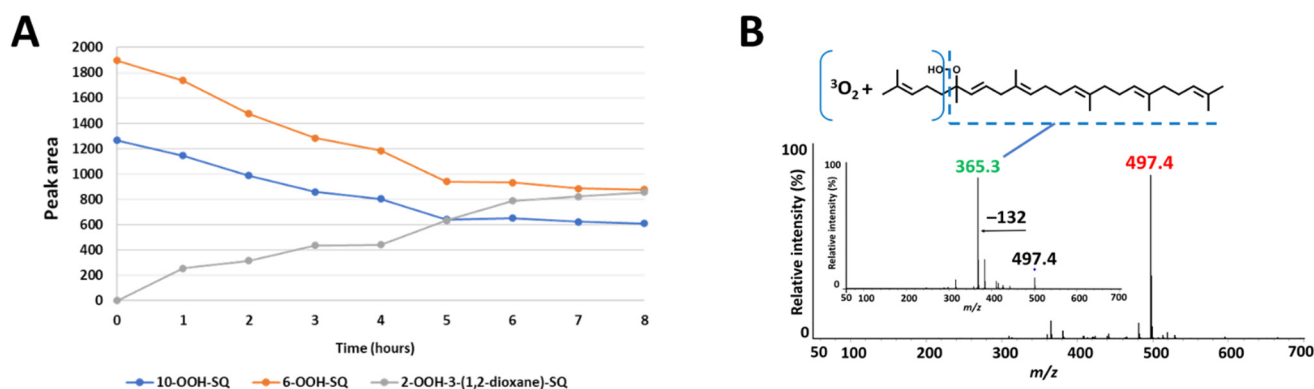 A
Peak area
2000
1800
1600
1400
1200
1000
800
600
400
200
0
0 1 2 3 4 5 6 7 8
Time (hours)
10-OOH-SQ 6-OOH-SQ 2-OOH-3-(1,2-dioxane)-SQ
B
HO O
³O₂ +
Relative intensity (%)
100
0
365.3
497.4
Relative intensity (%)
100
0
−132
497.4
50 100 200 300 400 500 600 700
m/z
50 100 200 300 400 500 600 700
m/z